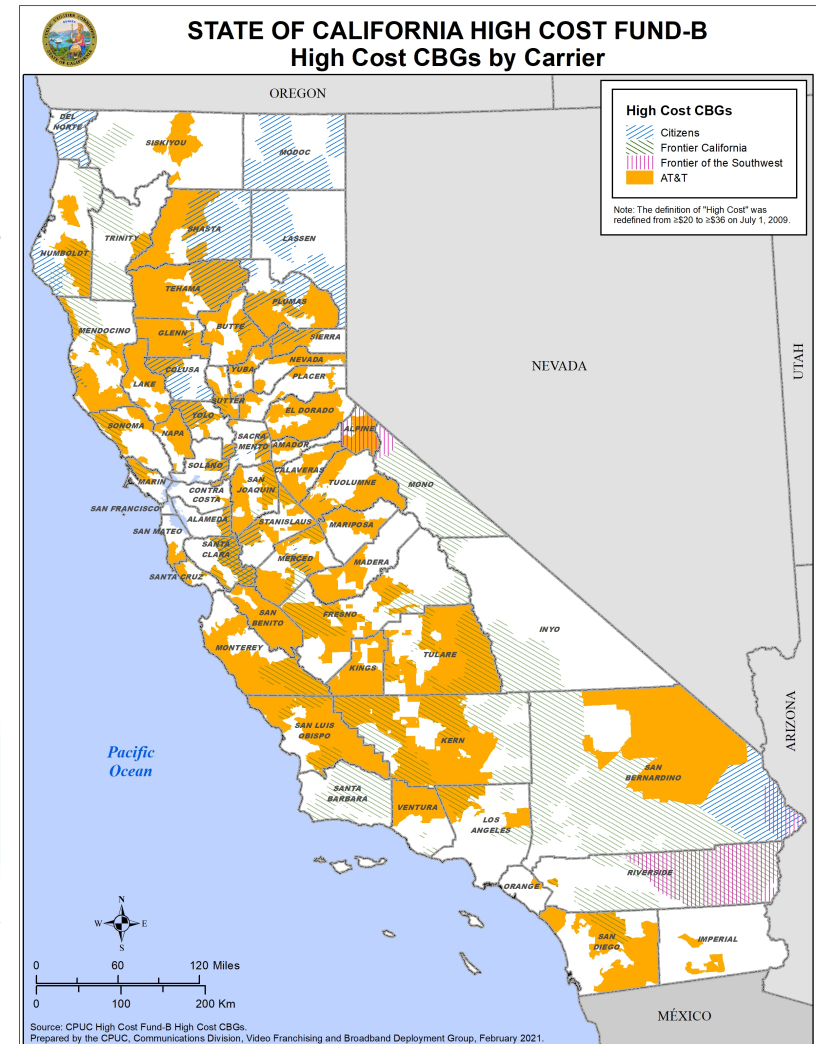 STATE OF CALIFORNIA HIGH COST FUND-B
High Cost CBGs by Carrier
OREGON
High Cost CBGs
Citizens
Frontier California
Frontier of the Southwest
AT&T
Note: The definition of "High Cost" was
redefined from ≥$20 to ≥$36 on July 1, 2009.
DEL
NORTE
SISKIYOU
MODOC
TRINITY
SHASTA
LASSEN
HUMBOLDT
TEHAMA
PLUMAS
MENDOCINO
GLENN
BUTTE
SIERRA
NEVADA
COLUSA
YUBA
PLACER
LAKE
SUTTER
EL DORADO
YOLO
SONOMA
NAPA
SACRA-
MENTO
AMADOR
ALPINE
SOLANO
CALAVERAS
MARIN
CONTRA
COSTA
SAN
JOAQUIN
TUOLUMNE
MONO
SAN FRANCISCO
ALAMEDA
STANISLAUS
MARIPOSA
SAN MATEO
SANTA
CLARA
MERCED
MADERA
SANTA CRUZ
SAN
BENITO
FRESNO
INYO
MONTEREY
KINGS
TULARE
SAN LUIS
OBISPO
KERN
SAN
BERNARDINO
SANTA
BARBARA
VENTURA
LOS
ANGELES
ORANGE
RIVERSIDE
SAN
DIEGO
IMPERIAL
NEVADA
UTAH
ARIZONA
Pacific
Ocean
N
W E
S
0 60 120 Miles
0 100 200 Km
MÉXICO
Source: CPUC High Cost Fund-B High Cost CBGs.
Prepared by the CPUC, Communications Division, Video Franchising and Broadband Deployment Group, February 2021.